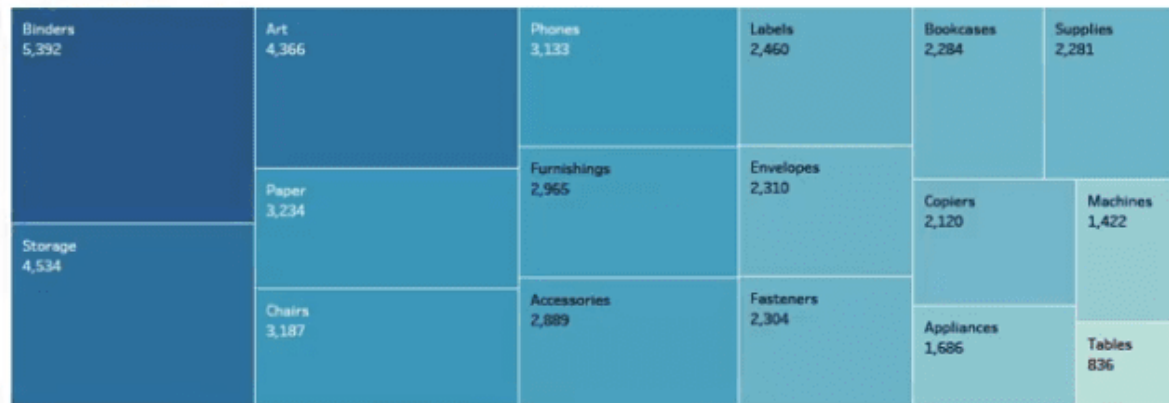 Binders
5,392
Storage
4,534
Art
4,366
Paper
3,234
Chairs
3,187
Phones
3,133
Furnishings
2,965
Accessories
2,889
Labels
2,460
Envelopes
2,310
Fasteners
2,304
Bookcases
2,284
Supplies
2,281
Copiers
2,120
Machines
1,422
Appliances
1,686
Tables
836